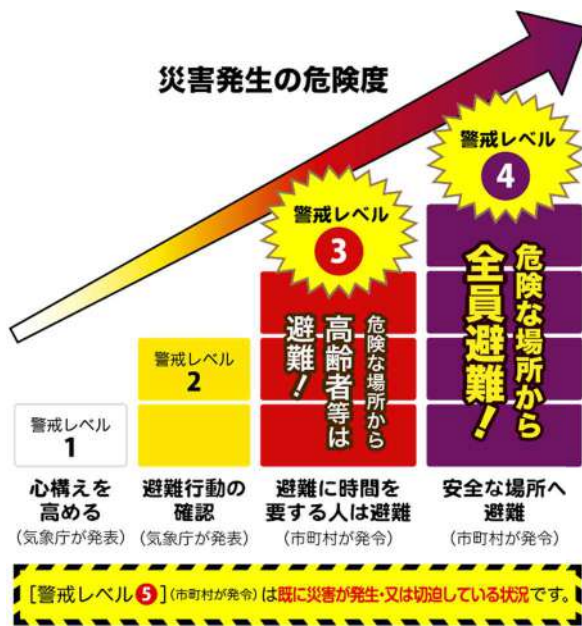 災害発生の危険度
警戒レベル
4
危険な場所から
全員避難！
警戒レベル
3
危険な場所から
高齢者等は
避難！
警戒レベル
2
警戒レベル
1
心構えを
高める
(気象庁が発表)
避難行動の
確認
(気象庁が発表)
避難に時間を
要する人は避難
(市町村が発令)
安全な場所へ
避難
(市町村が発令)
[警戒レベル5](市町村が発令)は既に災害が発生・又は切迫している状況です。